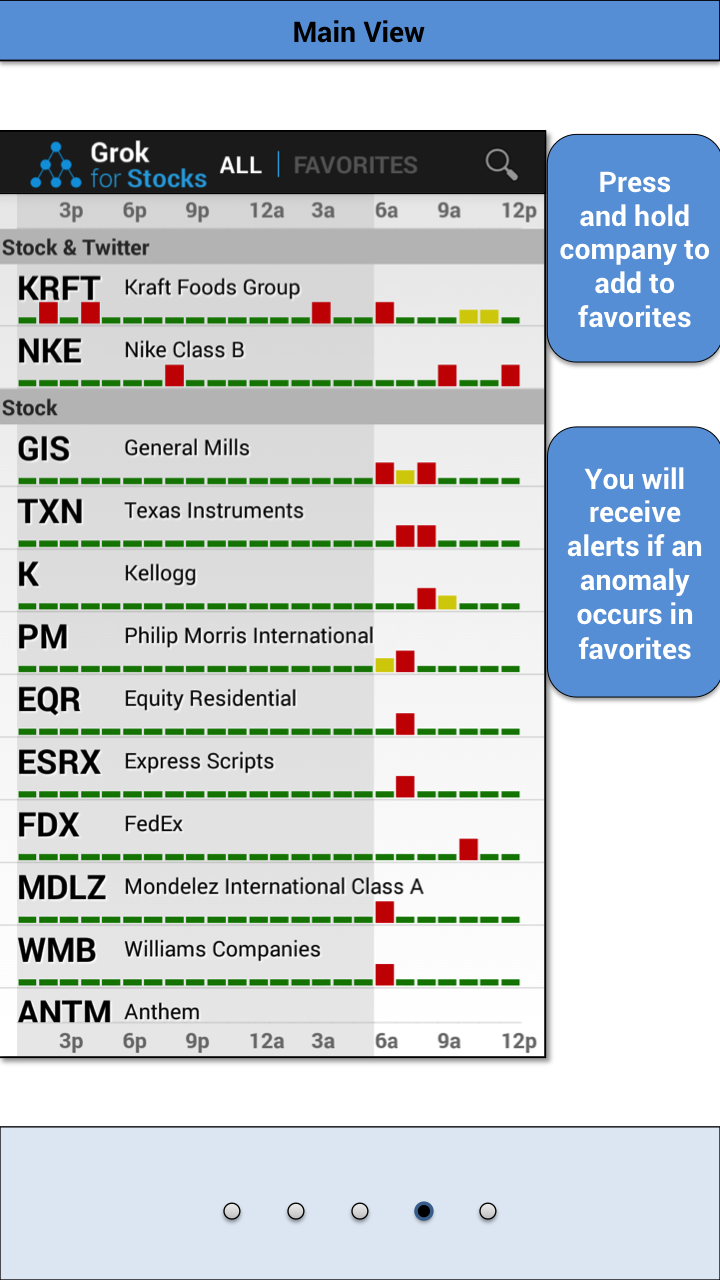 Main View
Grok
for Stocks
ALL
FAVORITES
3p 6p 9p 12a 3a 6a 9a 12p
Stock & Twitter
KRFT Kraft Foods Group
NKE Nike Class B
Stock
GIS General Mills
TXN Texas Instruments
K Kellogg
PM Philip Morris International
EQR Equity Residential
ESRX Express Scripts
FDX FedEx
MDLZ Mondelez International Class A
WMB Williams Companies
ANTM Anthem
3p 6p 9p 12a 3a 6a 9a 12p
Press
and hold
company to
add to
favorites
You will
receive
alerts if an
anomaly
occurs in
favorites